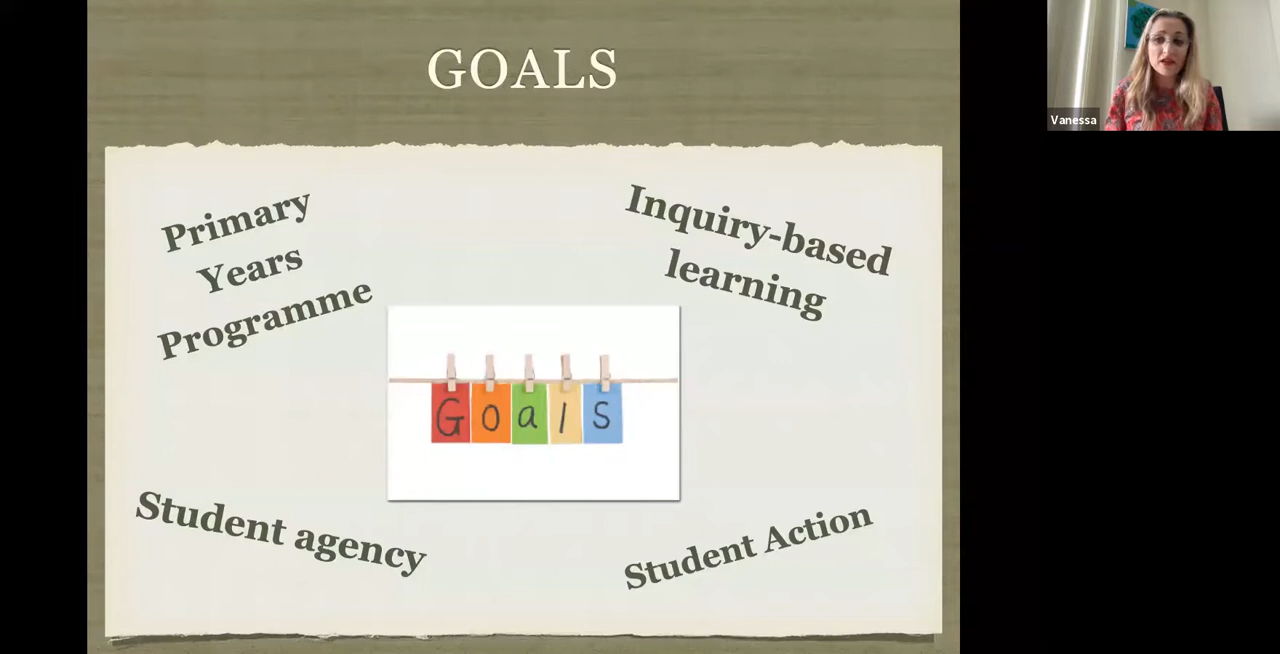 GOALS
Primary
Years
Programme
Inquiry-based
learning
Goals
Student agency
Student Action
Vanessa